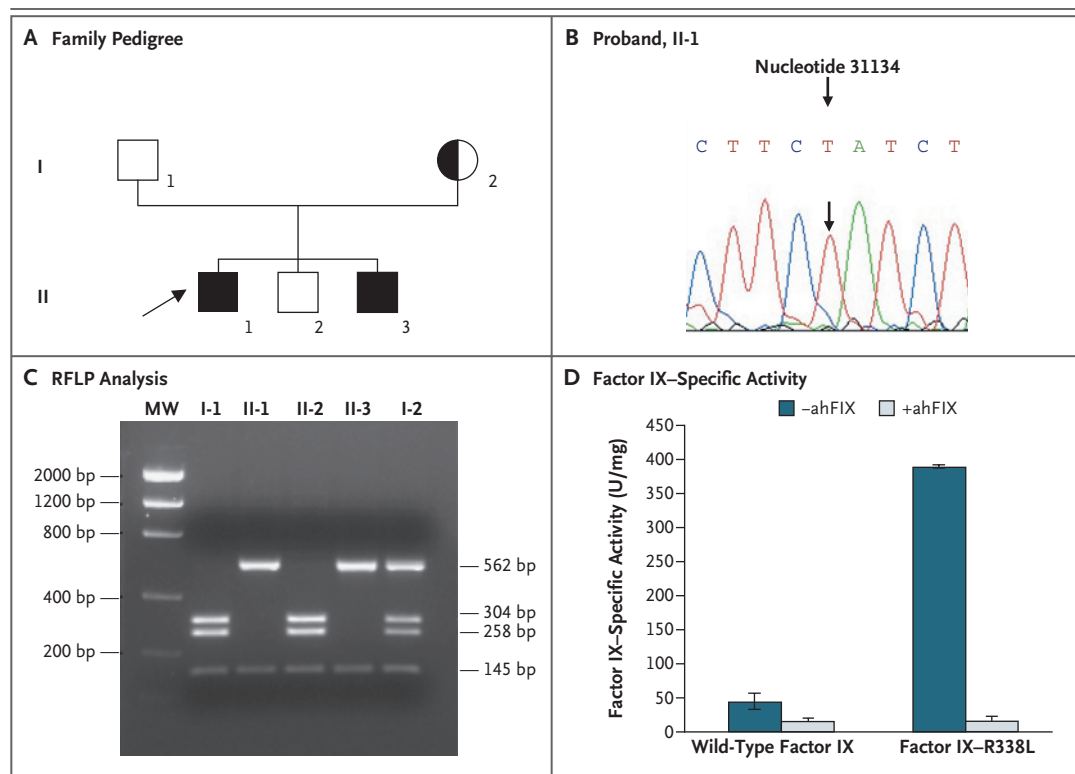 A Family Pedigree
I
1
2
II
1
2
3
B Proband, II-1
Nucleotide 31134
C T T C T A T C T
C RFLP Analysis
MW I-1 II-1 II-2 II-3 I-2
2000 bp
1200 bp
800 bp
400 bp
200 bp
562 bp
304 bp
258 bp
145 bp
D Factor IX–Specific Activity
–ahFIX +ahFIX
Factor IX–Specific Activity (U/mg)
450
400
350
300
250
200
150
100
50
0
Wild-Type Factor IX Factor IX–R338L